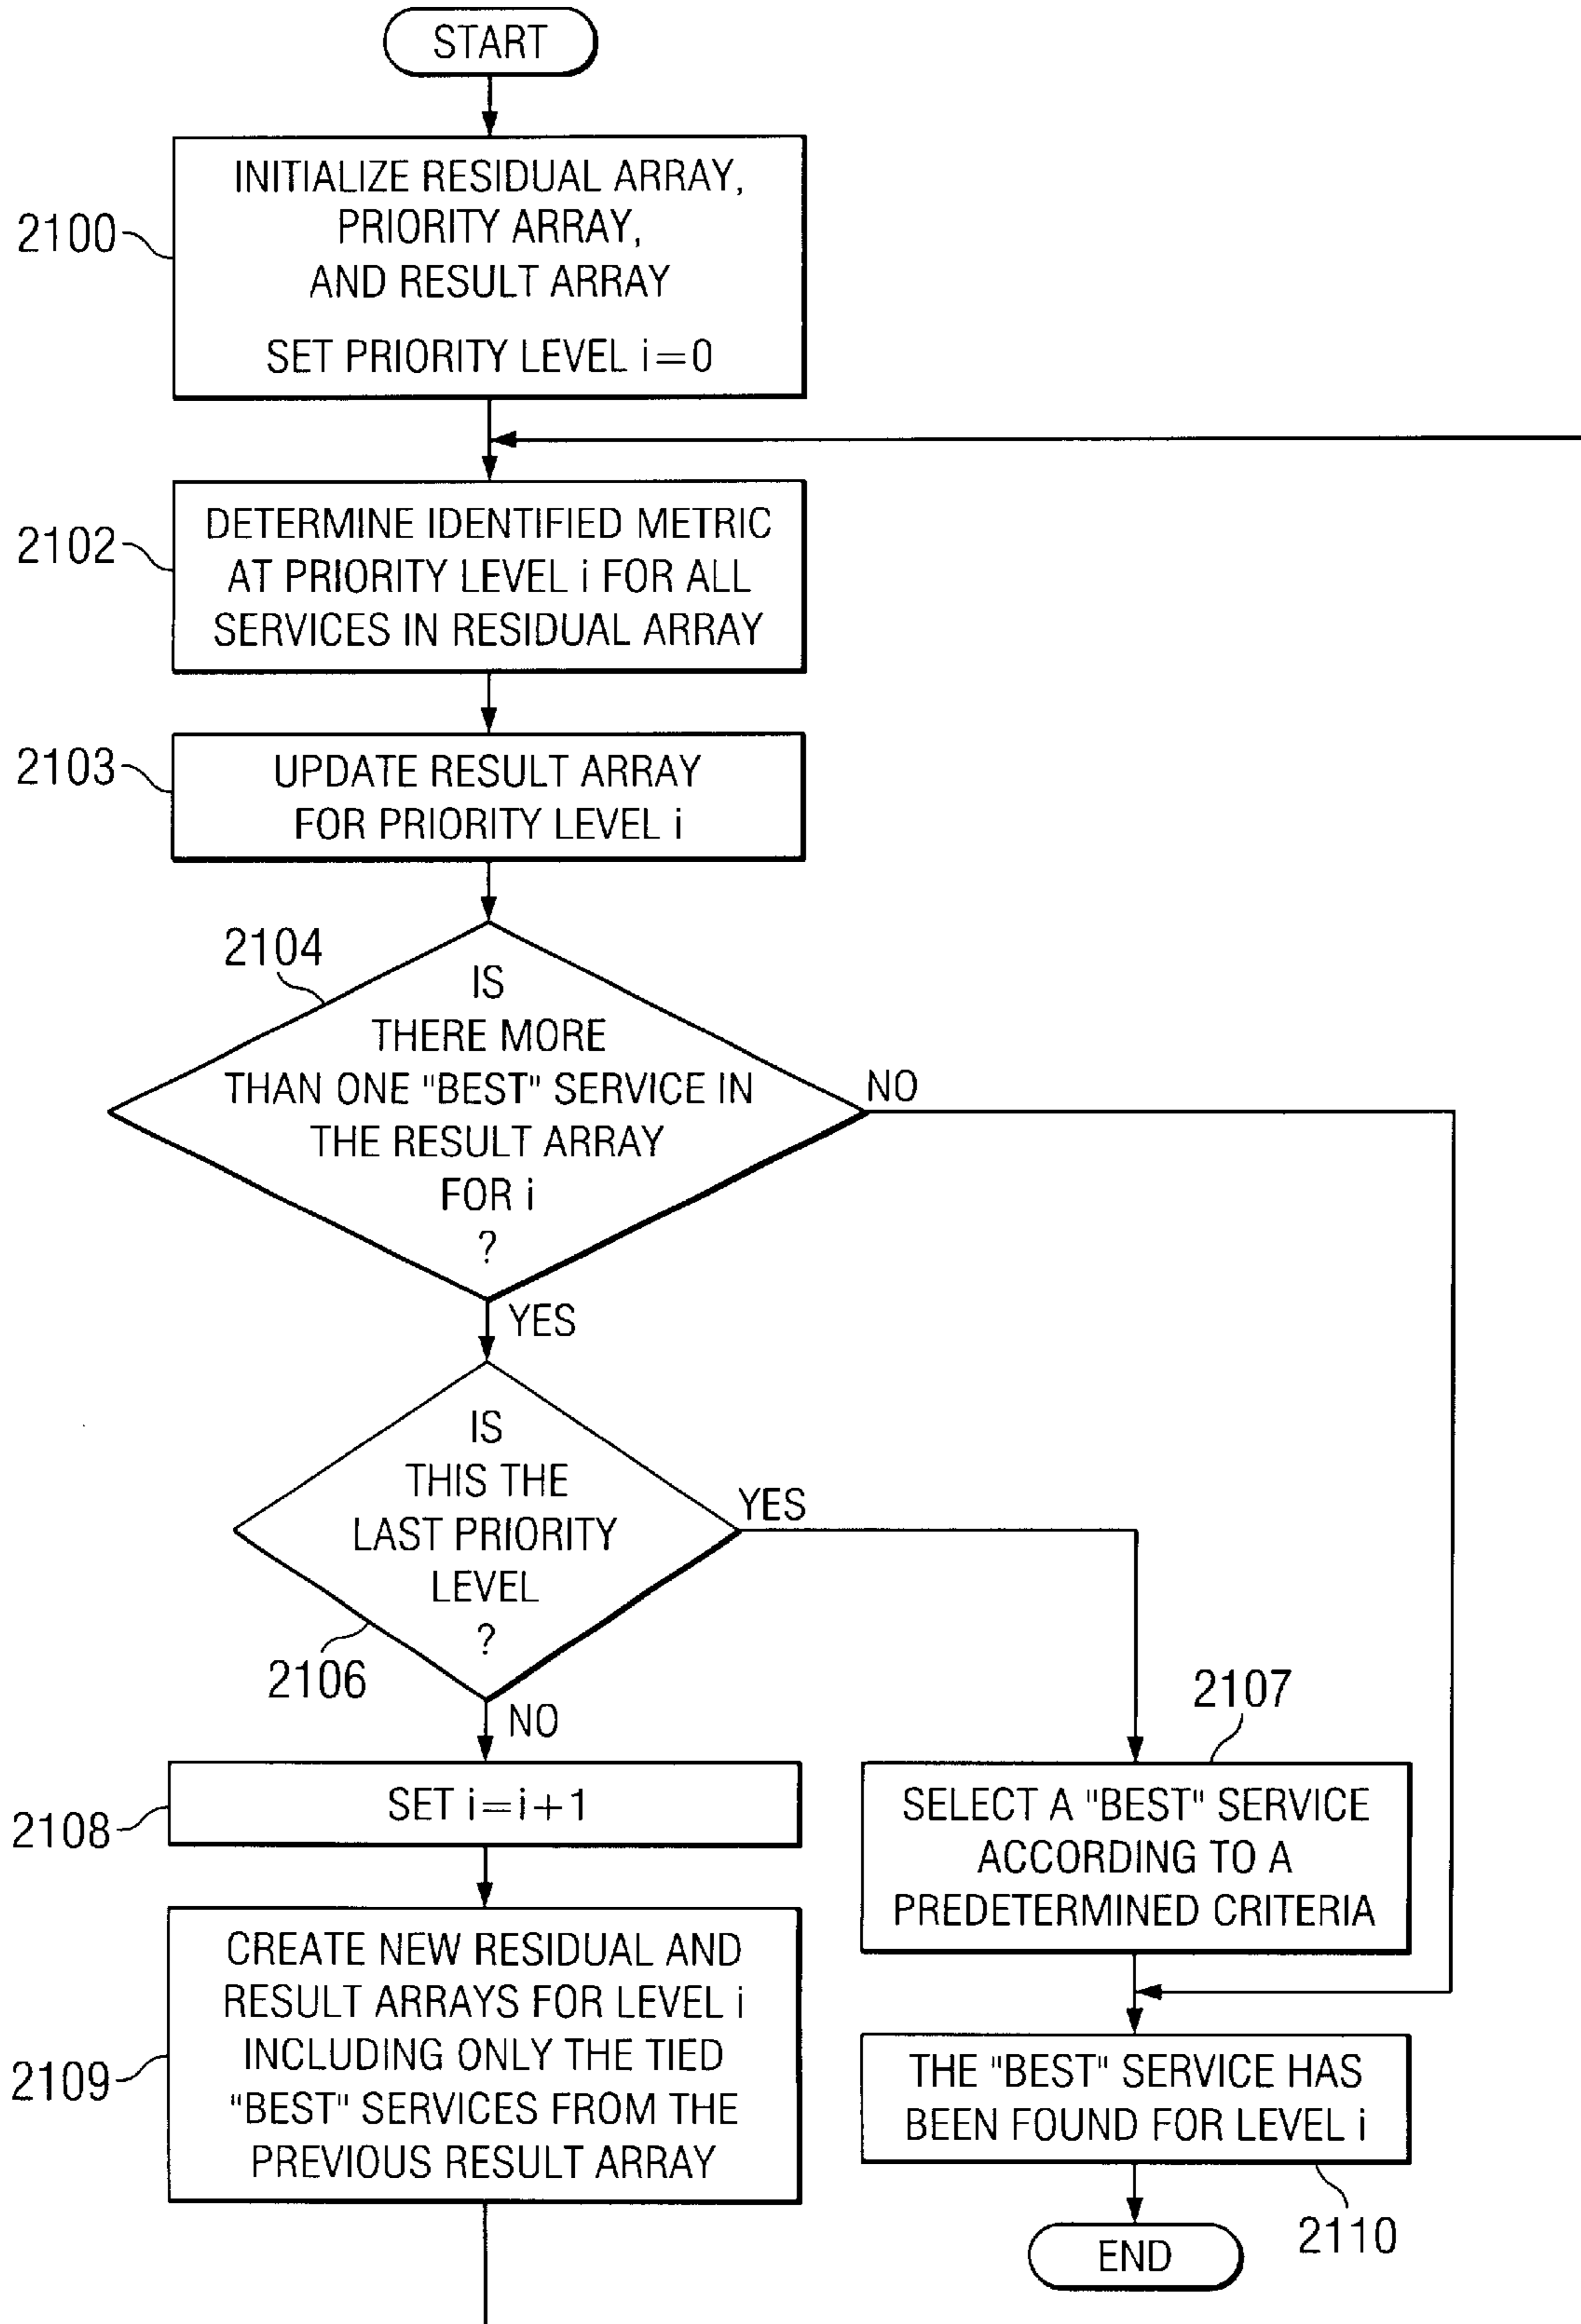 START
INITIALIZE RESIDUAL ARRAY,
PRIORITY ARRAY,
AND RESULT ARRAY
SET PRIORITY LEVEL i=0
2100
DETERMINE IDENTIFIED METRIC
AT PRIORITY LEVEL i FOR ALL
SERVICES IN RESIDUAL ARRAY
2102
UPDATE RESULT ARRAY
FOR PRIORITY LEVEL i
2103
2104
IS
THERE MORE
THAN ONE "BEST" SERVICE IN
THE RESULT ARRAY
FOR i
?
NO
YES
IS
THIS THE
LAST PRIORITY
LEVEL
?
YES
2106
NO
2107
SET i=i+1
2108
SELECT A "BEST" SERVICE
ACCORDING TO A
PREDETERMINED CRITERIA
CREATE NEW RESIDUAL AND
RESULT ARRAYS FOR LEVEL i
INCLUDING ONLY THE TIED
"BEST" SERVICES FROM THE
PREVIOUS RESULT ARRAY
2109
THE "BEST" SERVICE HAS
BEEN FOUND FOR LEVEL i
2110
END